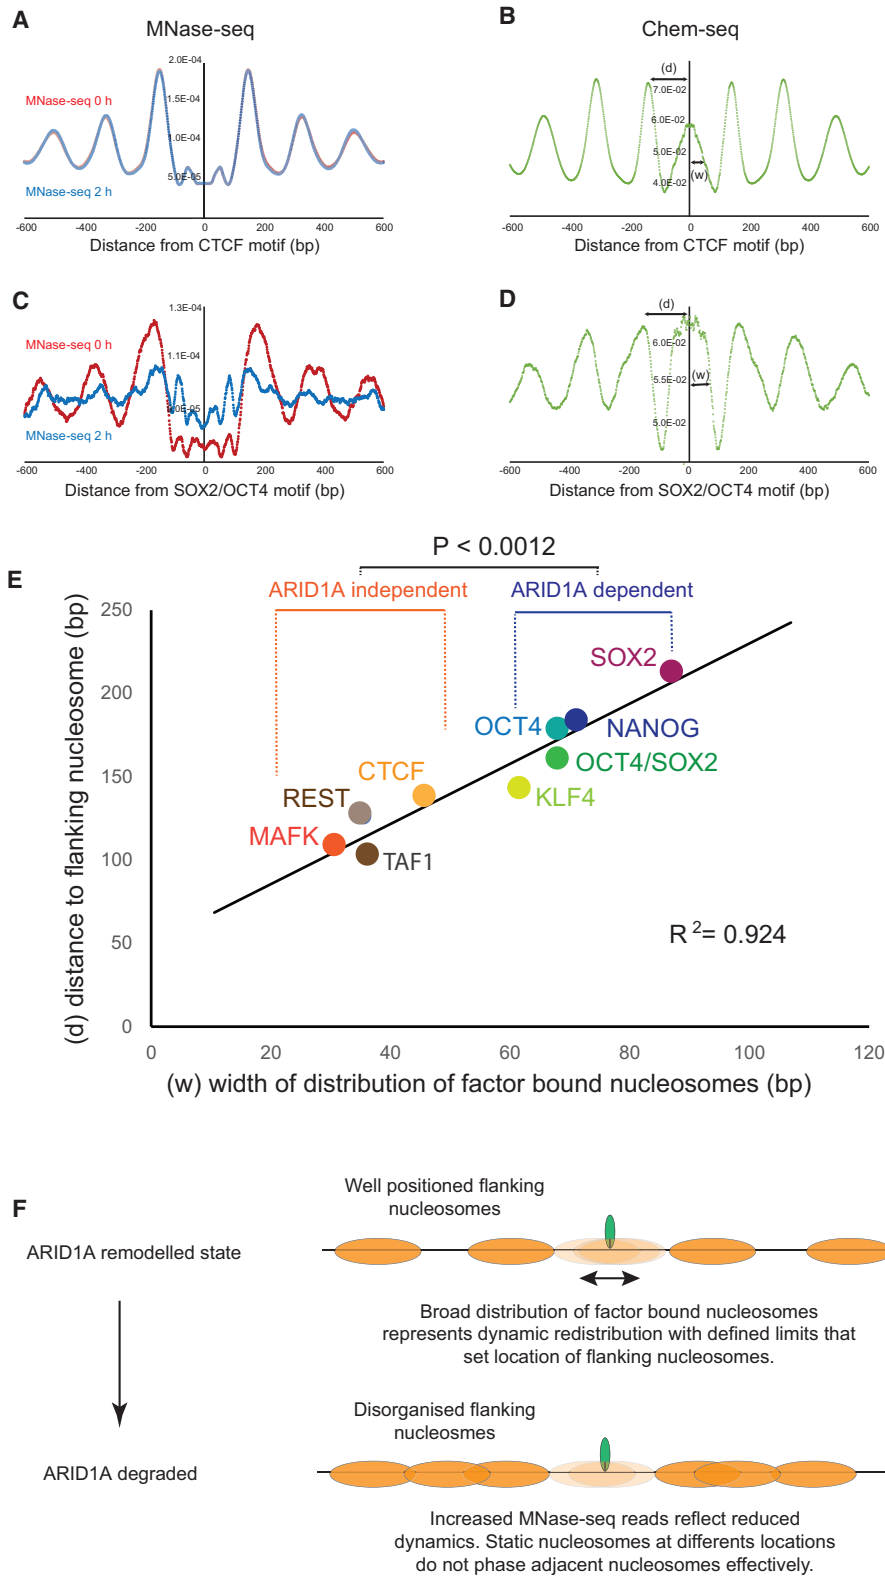 A
MNase-seq
2.0E-04
MNase-seq 0 h
1.5E-04
1.0E-04
MNase-seq 2 h
5.0E-05
-600 -400 -200 0 200 400 600
Distance from CTCF motif (bp)
B
Chem-seq
(d)
7.0E-02
6.0E-02
5.0E-02
(w)
4.0E-02
-600 -400 -200 0 200 400 600
Distance from CTCF motif (bp)
C
1.3E-04
MNase-seq 0 h
1.1E-04
MNase-seq 2 h
-600 -400 -200 0 200 400 600
Distance from SOX2/OCT4 motif (bp)
D
(d)
6.0E-02
(w)
5.5E-02
5.0E-02
-600 -400 -200 0 200 400 600
Distance from SOX2/OCT4 motif (bp)
E
P < 0.0012
ARID1A independent
ARID1A dependent
(d) distance to flanking nucleosome (bp)
250
200
150
100
50
0
SOX2
OCT4
NANOG
OCT4/SOX2
CTCF
KLF4
REST
MAFK
TAF1
R 2= 0.924
0 20 40 60 80 100 120
(w) width of distribution of factor bound nucleosomes (bp)
F
Well positioned flanking
nucleosomes
ARID1A remodelled state
Broad distribution of factor bound nucleosomes
represents dynamic redistribution with defined limits that
set location of flanking nucleosomes.
Disorganised flanking
nucleosmes
ARID1A degraded
Increased MNase-seq reads reflect reduced
dynamics. Static nucleosomes at differents locations
do not phase adjacent nucleosomes effectively.